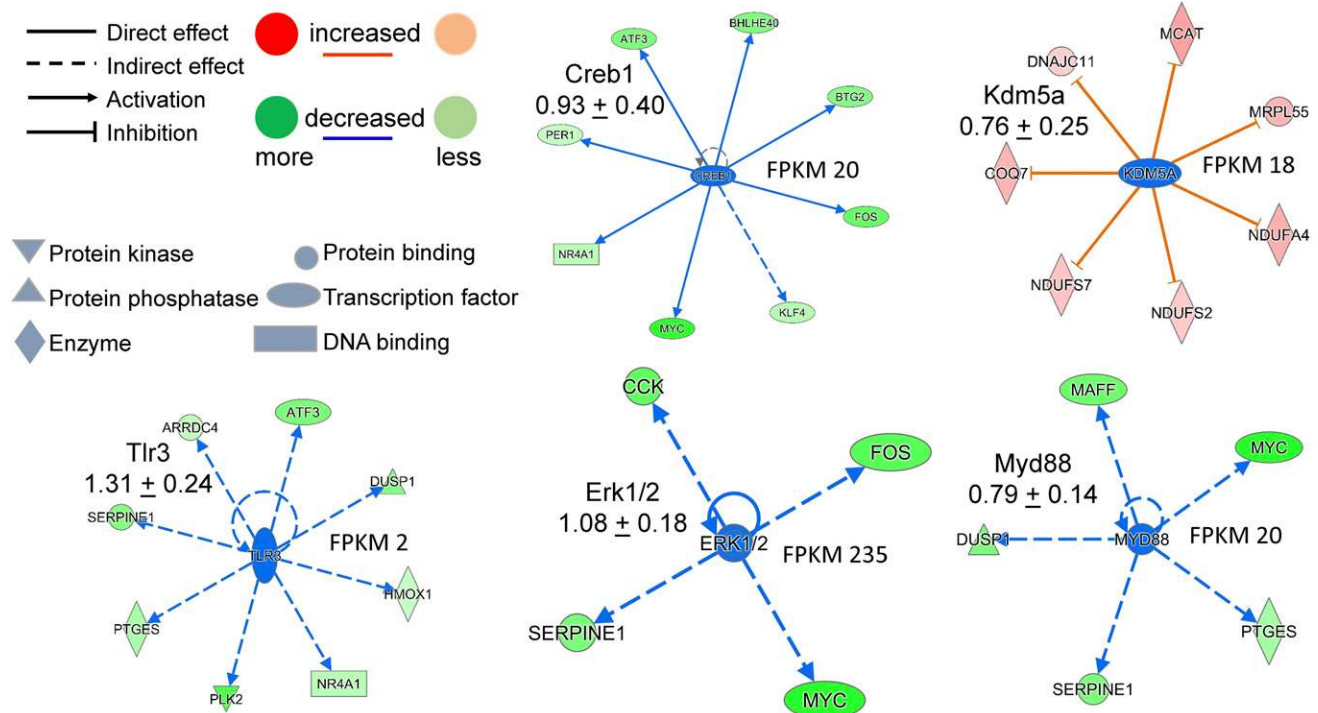 Direct effect
Indirect effect
Activation
Inhibition
increased
decreased
more
less
Protein kinase
Protein phosphatase
Enzyme
Protein binding
Transcription factor
DNA binding
Creb1
0.93 ± 0.40
FPKM 20
ATF3
BHLHE40
BTG2
PER1
CREB1
FOS
NR4A1
KLF4
MYC
Kdm5a
0.76 ± 0.25
FPKM 18
MCAT
DNAJC11
MRPL55
COQ7
KDM5A
NDUFA4
NDUFS7
NDUFS2
Tlr3
1.31 ± 0.24
FPKM 2
ARRDC4
ATF3
DUSP1
SERPINE1
TLR3
HMOX1
PTGES
NR4A1
PLK2
Erk1/2
1.08 ± 0.18
FPKM 235
CCK
FOS
ERK1/2
SERPINE1
MYC
Myd88
0.79 ± 0.14
FPKM 20
MAFF
MYC
DUSP1
MYD88
PTGES
SERPINE1